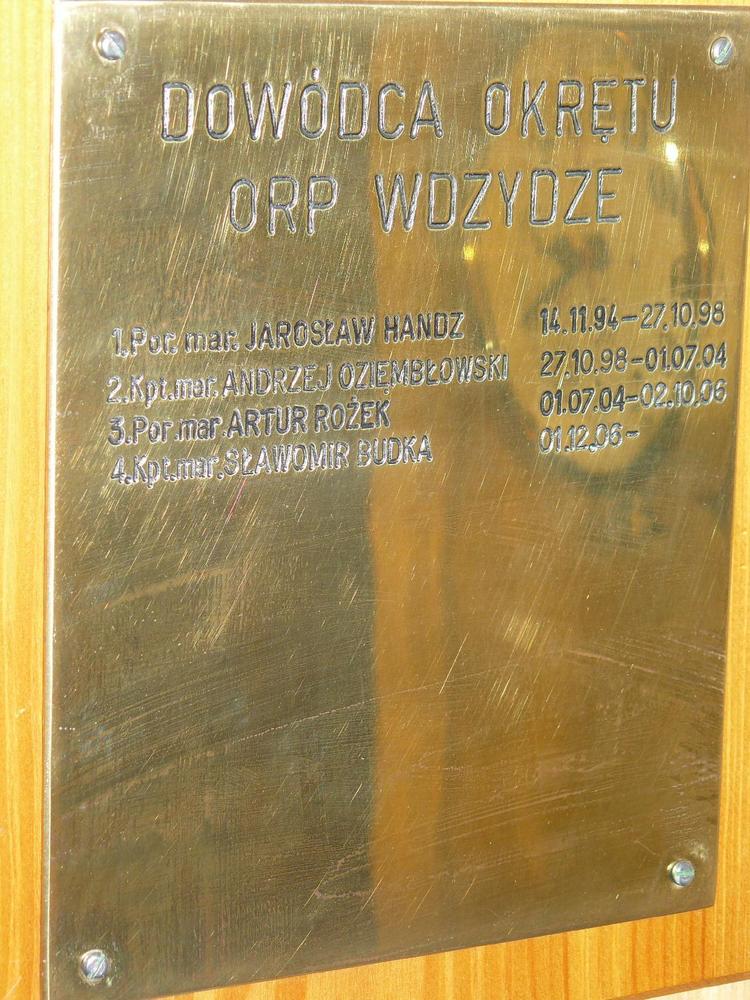 DOWÓDCA OKRĘTU
ORP WDZYDZE
1.Por. mar. JAROSŁAW HANDZ 14.11.94-27.10.98
2.Kpt.mar. ANDRZEJ OZIĘMBŁOWSKI 27.10.98-01.07.04
3.Por.mar ARTUR ROŻEK 01.07.04-02.10.06
4.Kpt.mar. SŁAWOMIR BUDKA 01.12.06-